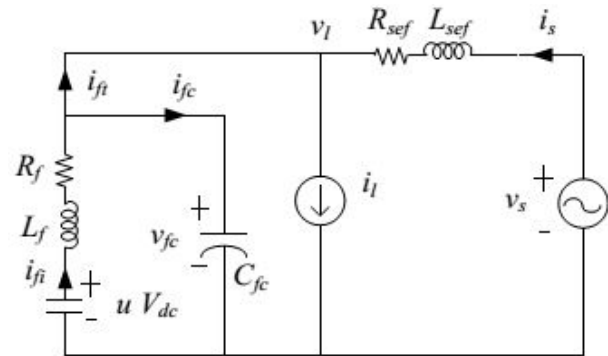 v_l
R_sef
L_sef
i_s
i_ft
i_fc
R_f
L_f
i_l
+
v_s
-
+
v_fc
-
C_fc
i_fi
+
u V_dc
-